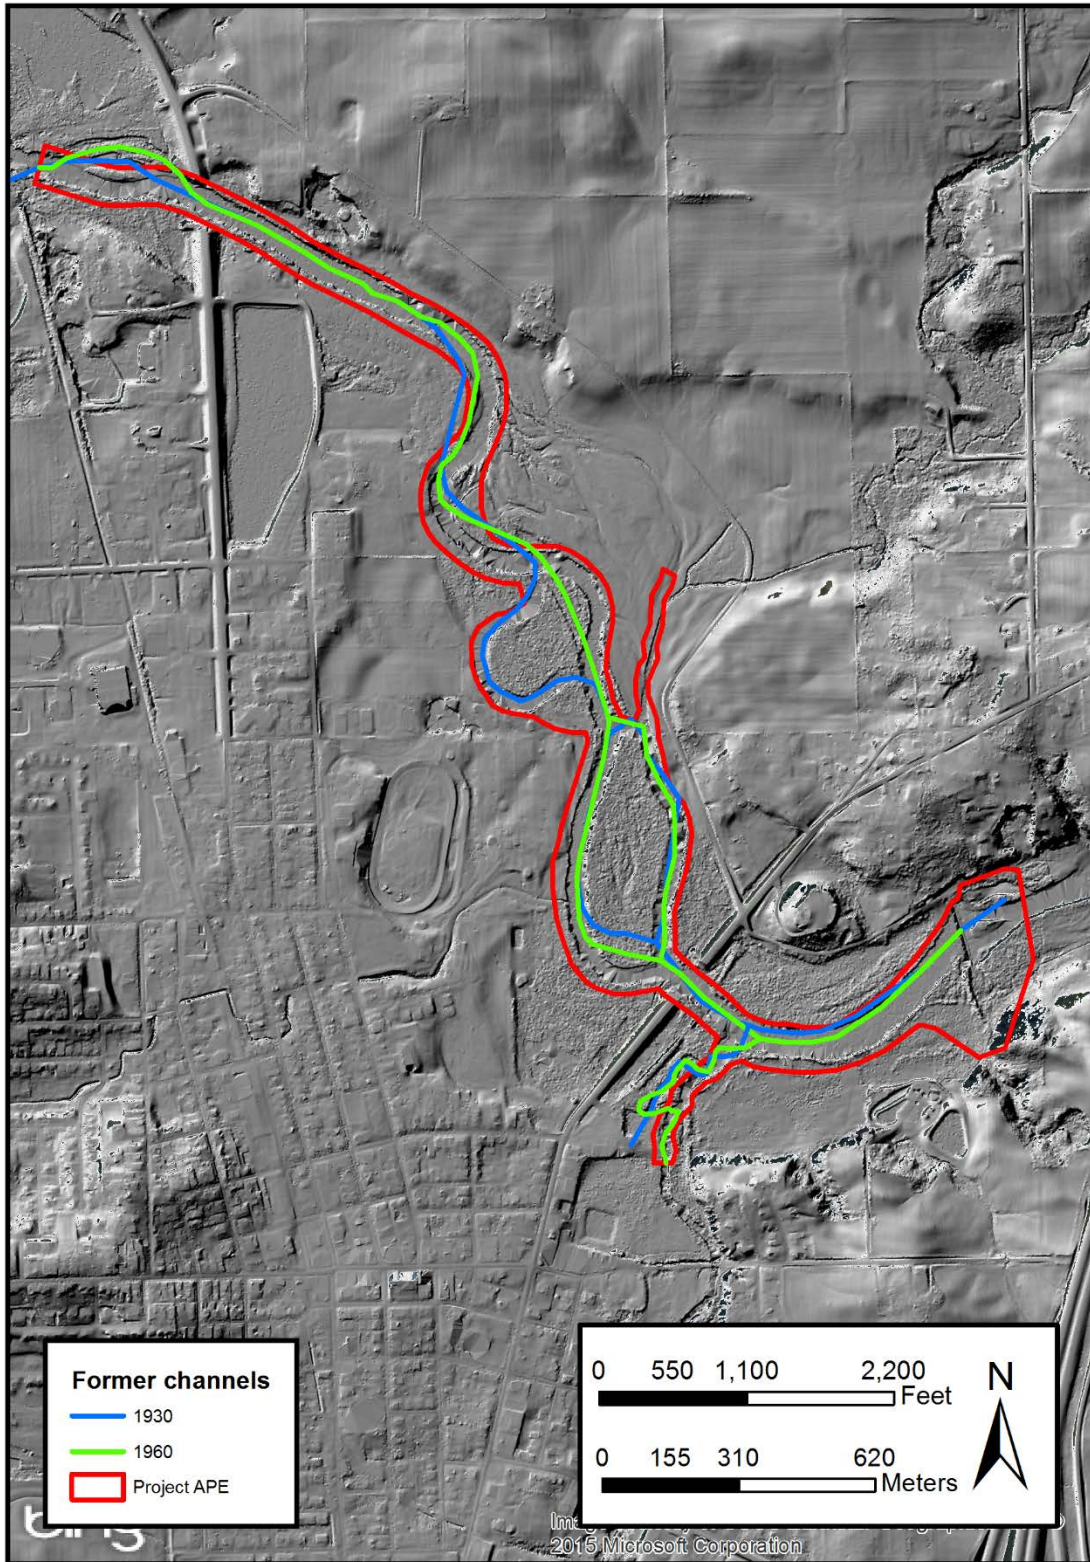 Former channels
1930
1960
Project APE
0 550 1,100 2,200
Feet
N
0 155 310 620
Meters
bing
2015 Microsoft Corporation